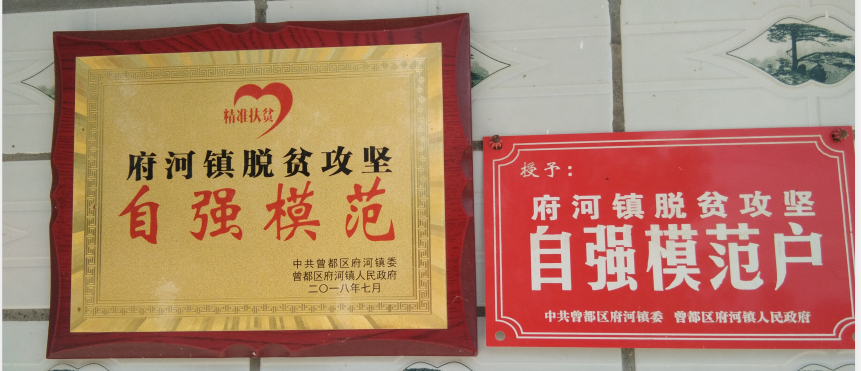 精准扶贫
府河镇脱贫攻坚
自强模范
中共曾都区府河镇委
曾都区府河镇人民政府
二〇一八年七月
授予：
府河镇脱贫攻坚
自强模范户
中共曾都区府河镇委 曾都区府河镇人民政府